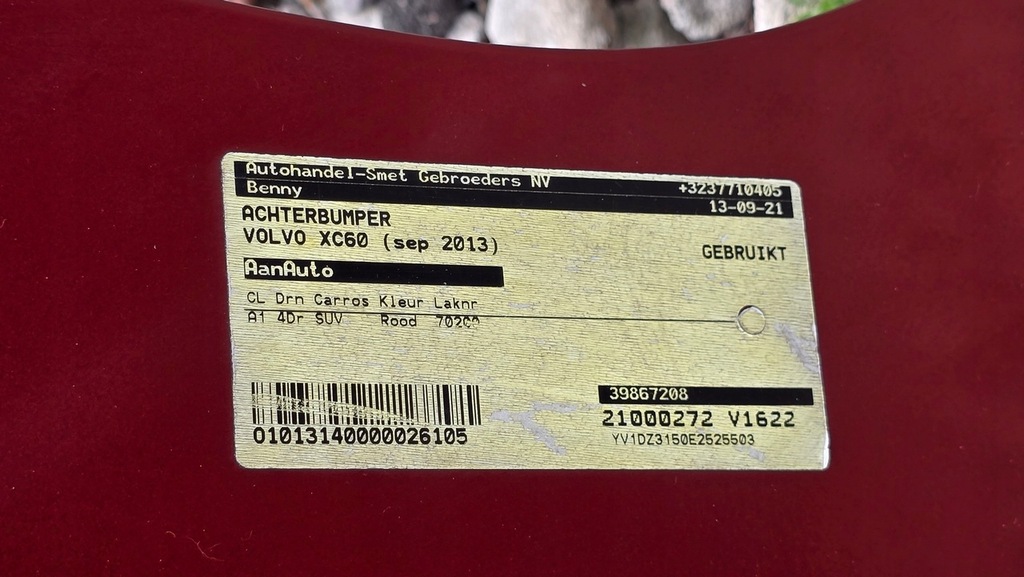 Autohandel-Smet Gebroeders NV +3237710405
Benny 13-09-21
ACHTERBUMPER
VOLVO XC60 (sep 2013) GEBRUIKT
AanAuto
CL Drn Carros Kleur Laknr
A1 4Dr SUV Rood
39867208
01013140000026105 21000272 V1622
YV1DZ3150E2525503